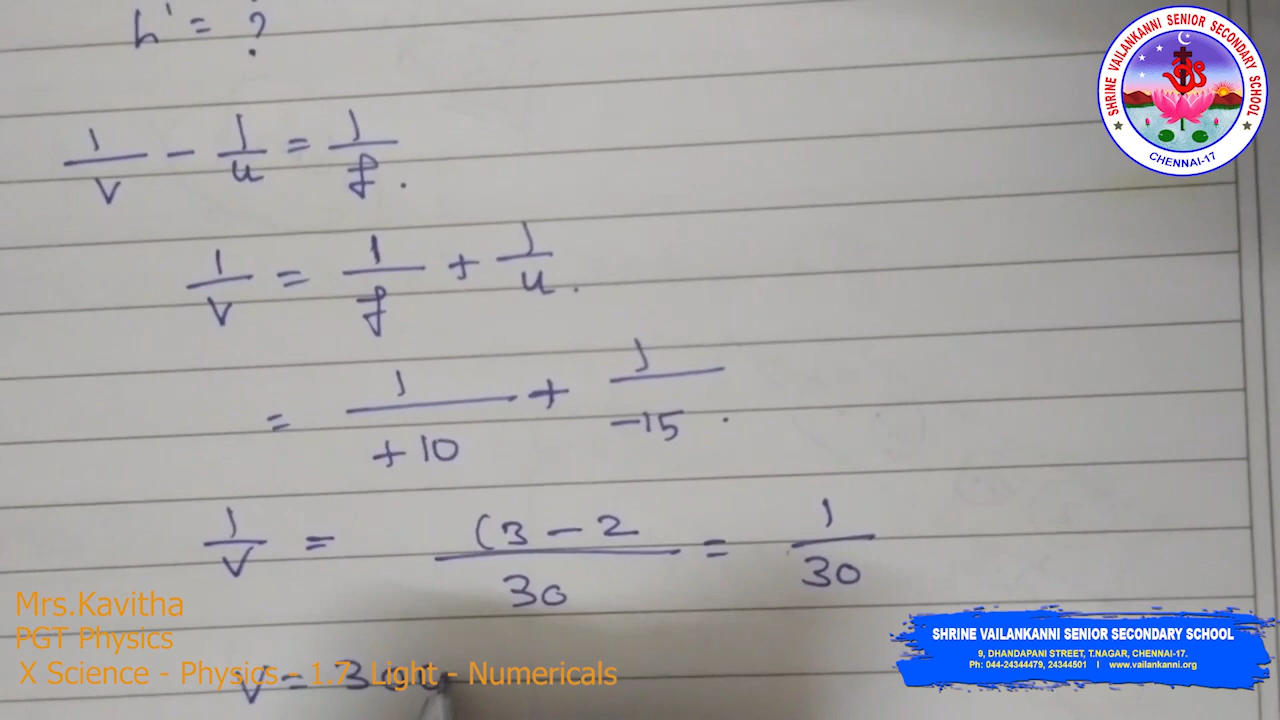 h' = ?
1/v - 1/u = 1/f.
1/v = 1/f + 1/u.
= 1/+10 + 1/-15.
1/v = (3 - 2/30 = 1/30
v = 30
Mrs.Kavitha
PGT Physics
X Science - Physics - 1.7. Light - Numericals
SHRINE VAILANKANNI SENIOR SECONDARY SCHOOL
CHENNAI-17
SHRINE VAILANKANNI SENIOR SECONDARY SCHOOL
9, DHANDAPANI STREET, T.NAGAR, CHENNAI-17.
Ph: 044-24344479, 24344501 I www.vailankanni.org